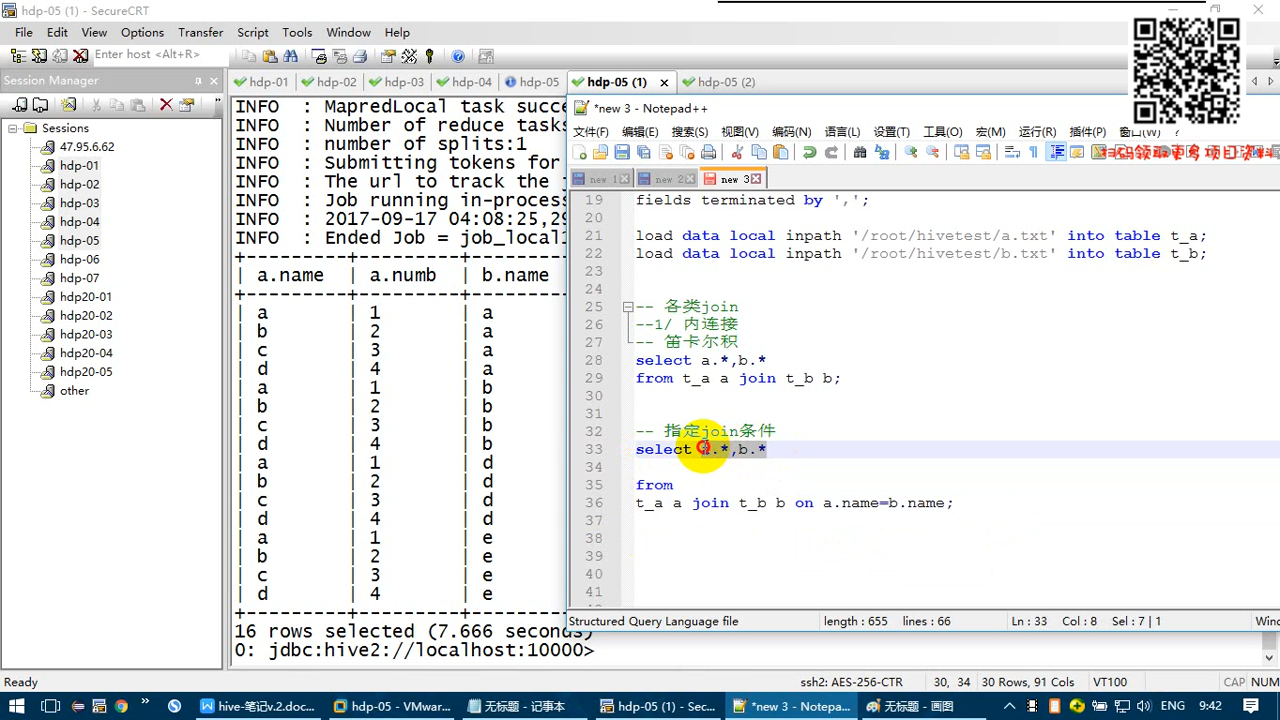 hdp-05 (1) - SecureCRT
File Edit View Options Transfer Script Tools Window Help
Enter host <Alt+R>
Session Manager
Sessions
47.95.6.62
hdp-01
hdp-02
hdp-03
hdp-04
hdp-05
hdp-06
hdp-07
hdp20-01
hdp20-02
hdp20-03
hdp20-04
hdp20-05
other
hdp-01 hdp-02 hdp-03 hdp-04 hdp-05 hdp-05 (1) hdp-05 (2)
INFO : MapredLocal task succe
INFO : Number of reduce tasks
INFO : number of splits:1
INFO : Submitting tokens for
INFO : The url to track the
INFO : Job running in-process
INFO : 2017-09-17 04:08:25,29
INFO : Ended Job = job_local1
| a.name | a.numb | b.name
| a | 1 | a
| b | 2 | a
| c | 3 | a
| d | 4 | a
| a | 1 | b
| b | 2 | b
| c | 3 | b
| d | 4 | b
| a | 1 | d
| b | 2 | d
| c | 3 | d
| d | 4 | d
| a | 1 | e
| b | 2 | e
| c | 3 | e
| d | 4 | e
16 rows selected (7.666 seconds)
0: jdbc:hive2://localhost:10000>
*new 3 - Notepad++
文件(F) 编辑(E) 搜索(S) 视图(V) 编码(N) 语言(L) 设置(T) 工具(O) 宏(M) 运行(R) 插件(P) 窗口(W) ?
扫码领取更多项目资
new 1 new 2 new 3
19 fields terminated by ',';
20
21 load data local inpath '/root/hivetest/a.txt' into table t_a;
22 load data local inpath '/root/hivetest/b.txt' into table t_b;
23
24
25 -- 各类join
26 --1/ 内连接
27 -- 笛卡尔积
28 select a.*,b.*
29 from t_a a join t_b b;
30
31
32 -- 指定join条件
33 select a.*,b.*
34
35 from
36 t_a a join t_b b on a.name=b.name;
37
38
39
40
41
Structured Query Language file length : 655 lines : 66 Ln : 33 Col : 8 Sel : 7 | 1 Wind
Ready ssh2: AES-256-CTR 30, 34 30 Rows, 91 Cols VT100 CAP NUM
hive-笔记v.2.doc... hdp-05 - VMwar... 无标题 - 记事本 hdp-05 (1) - Se... *new 3 - Notepa... 无标题 - 画图 ENG 9:42